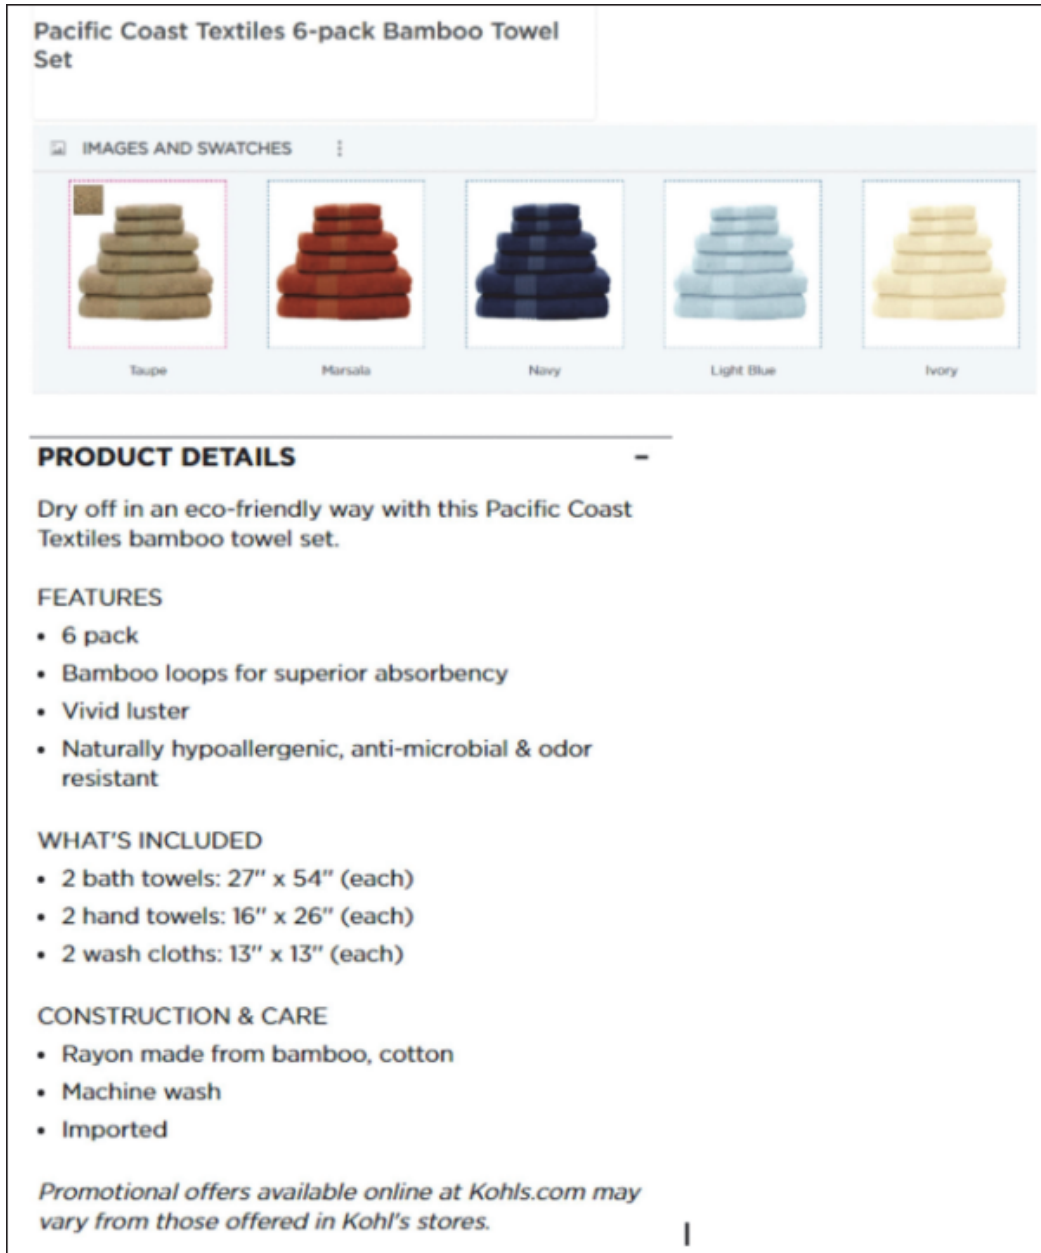 Pacific Coast Textiles 6-pack Bamboo Towel
Set
IMAGES AND SWATCHES
Taupe Marsala Navy Light Blue Ivory
PRODUCT DETAILS –
Dry off in an eco-friendly way with this Pacific Coast
Textiles bamboo towel set.
FEATURES
• 6 pack
• Bamboo loops for superior absorbency
• Vivid luster
• Naturally hypoallergenic, anti-microbial & odor
resistant
WHAT'S INCLUDED
• 2 bath towels: 27" x 54" (each)
• 2 hand towels: 16" x 26" (each)
• 2 wash cloths: 13" x 13" (each)
CONSTRUCTION & CARE
• Rayon made from bamboo, cotton
• Machine wash
• Imported
Promotional offers available online at Kohls.com may
vary from those offered in Kohl's stores.